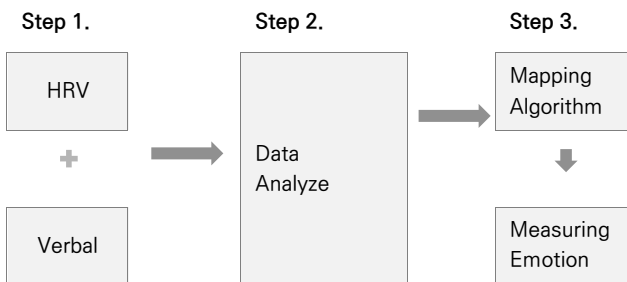 Step 1.
HRV
+
Verbal
Step 2.
Data
Analyze
Step 3.
Mapping
Algorithm
Measuring
Emotion